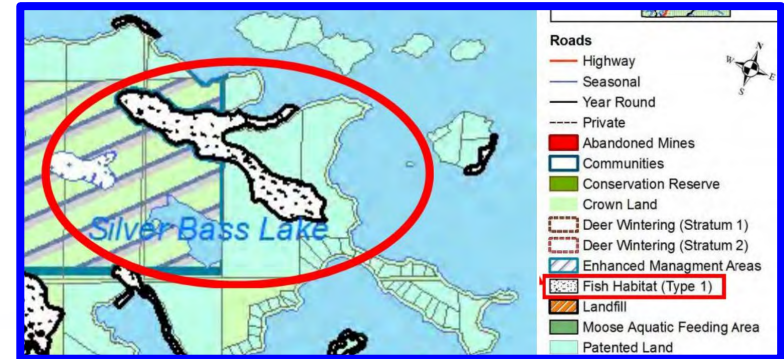 Silver Bass Lake
N
W
E
S
Roads
Highway
Seasonal
Year Round
Private
Abandoned Mines
Communities
Conservation Reserve
Crown Land
Deer Wintering (Stratum 1)
Deer Wintering (Stratum 2)
Enhanced Managment Areas
Fish Habitat (Type 1)
Landfill
Moose Aquatic Feeding Area
Patented Land